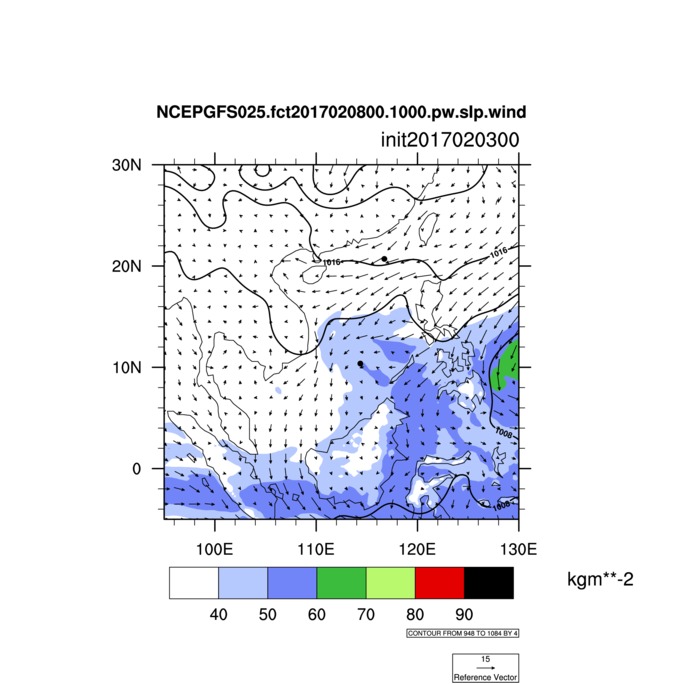 NCEPGFS025.fct2017020800.1000.pw.slp.wind
init2017020300
30N
20N
10N
0
1016
1016
1008
1008
100E 110E 120E 130E
kgm**-2
40 50 60 70 80 90
CONTOUR FROM 948 TO 1084 BY 4
15
Reference Vector